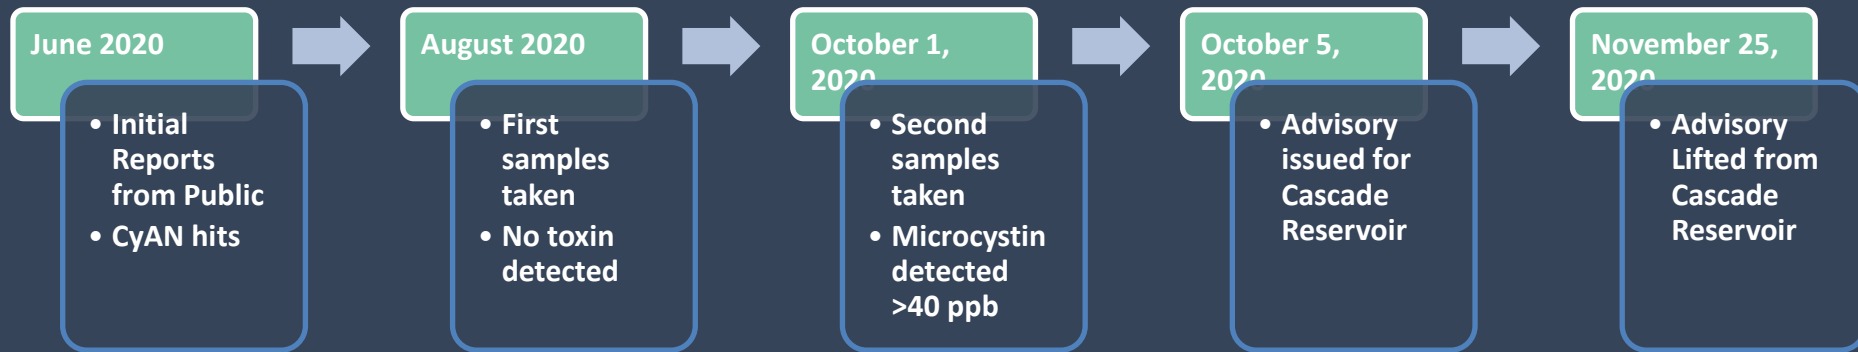 June 2020
• Initial
Reports
from Public
• CyAN hits
August 2020
• First
samples
taken
• No toxin
detected
October 1,
2020
• Second
samples
taken
• Microcystin
detected
>40 ppb
October 5,
2020
• Advisory
issued for
Cascade
Reservoir
November 25,
2020
• Advisory
Lifted from
Cascade
Reservoir